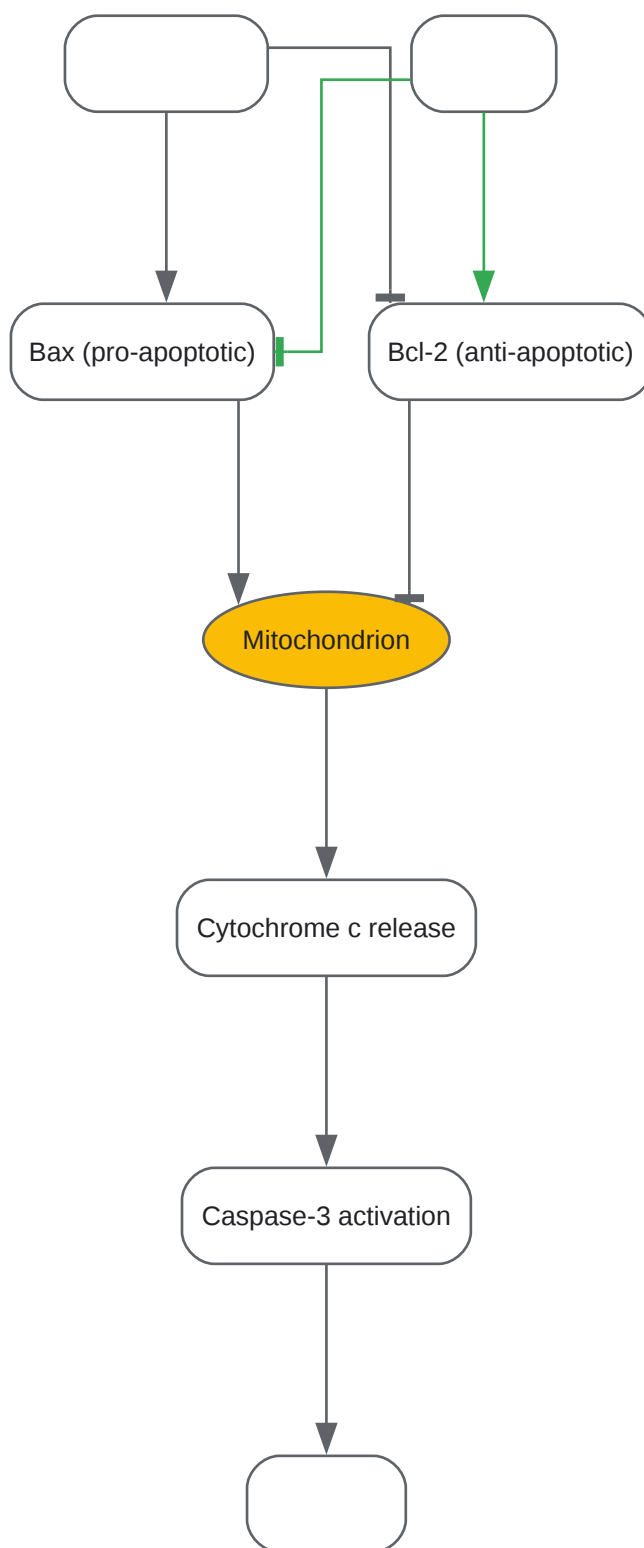 Bax (pro-apoptotic)
Bcl-2 (anti-apoptotic)
Mitochondrion
Cytochrome c release
Caspase-3 activation